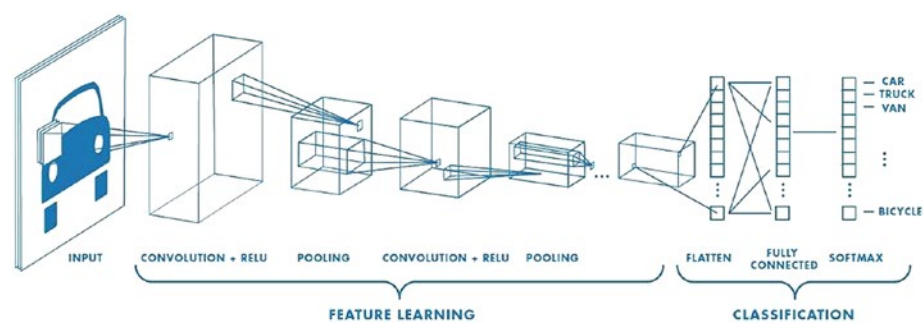 CAR
TRUCK
VAN
BICYCLE
INPUT
CONVOLUTION + RELU
POOLING
CONVOLUTION + RELU
POOLING
FLATTEN
FULLY
CONNECTED
SOFTMAX
FEATURE LEARNING
CLASSIFICATION